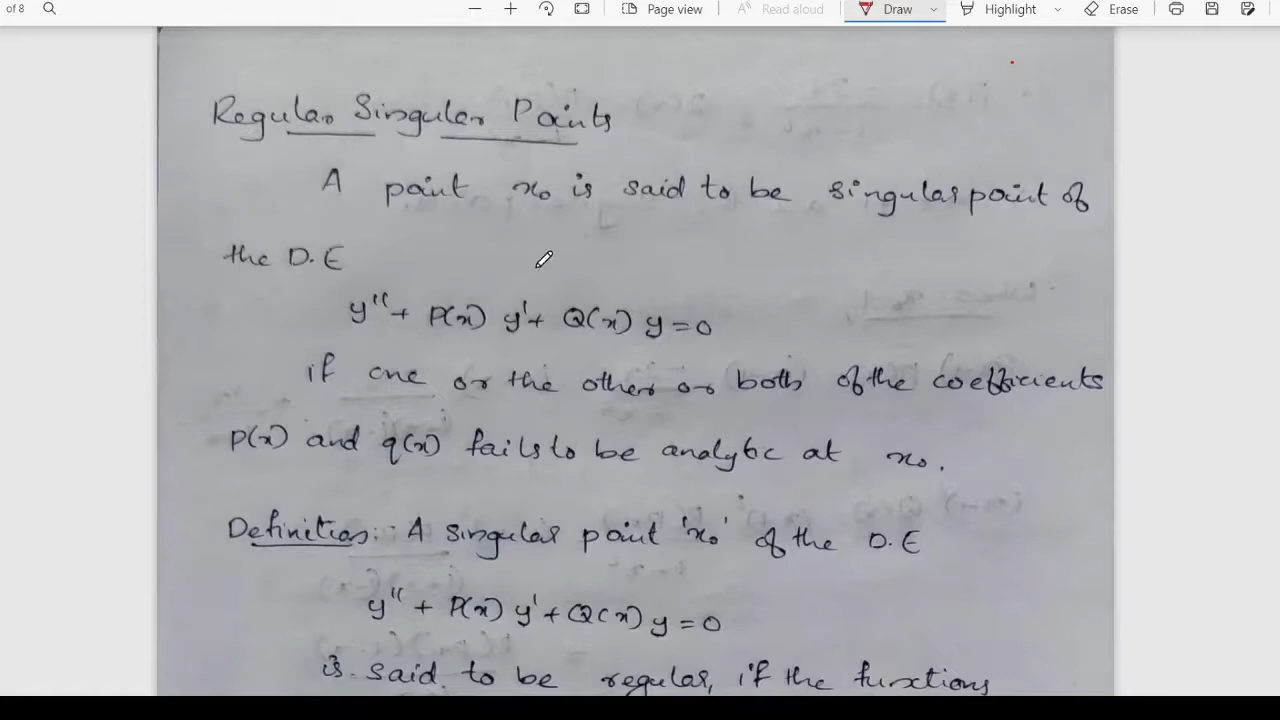 of 8
Page view
Read aloud
Draw
Highlight
Erase
Regular Singular Points
A point x₀ is said to be singular point of
the D.E
y'' + P(x) y' + Q(x) y = 0
if one or the other or both of the coefficients
P(x) and q(x) fails to be analytic at x₀.
Definition: A singular point 'x₀' of the D.E
y'' + P(x) y' + Q(x) y = 0
is said to be regular, if the functions